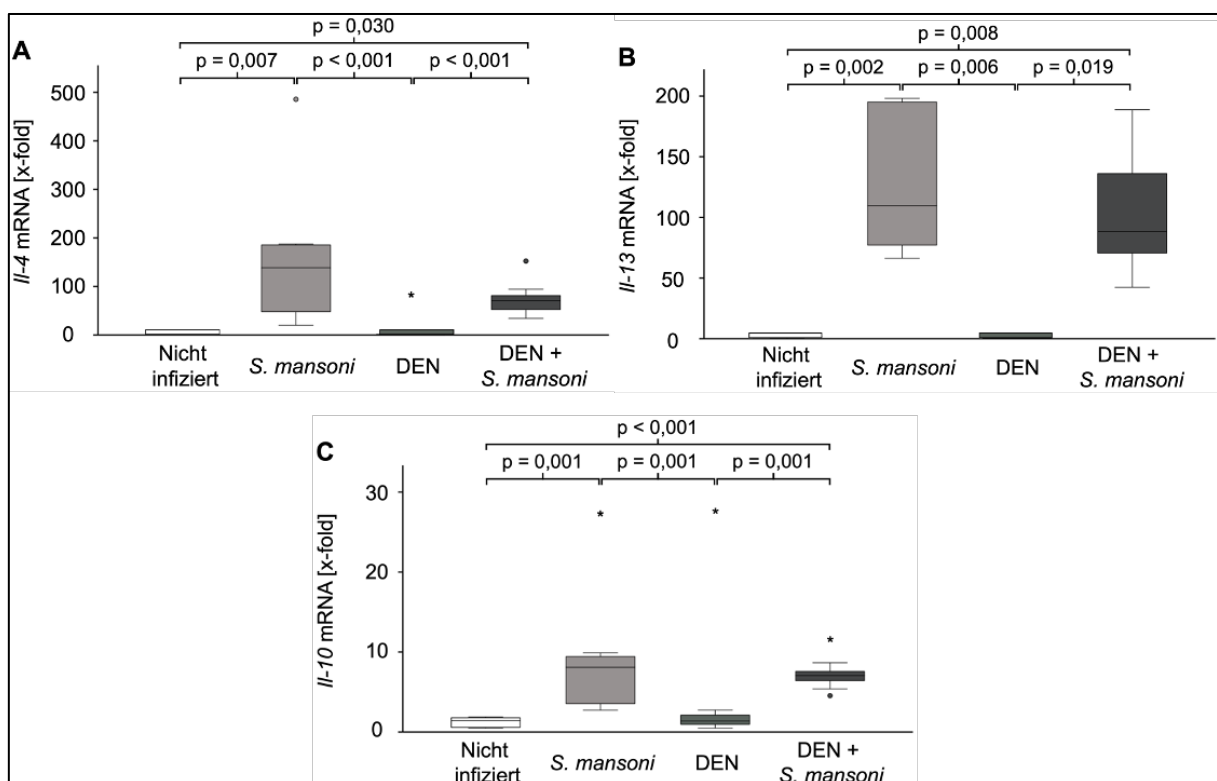 A
p = 0,030
p = 0,007
p < 0,001
p < 0,001
Il-4 mRNA [x-fold]
500
400
300
200
100
0
Nicht
infiziert
S. mansoni
DEN
DEN +
S. mansoni
B
p = 0,008
p = 0,002
p = 0,006
p = 0,019
Il-13 mRNA [x-fold]
200
150
100
50
0
Nicht
infiziert
S. mansoni
DEN
DEN +
S. mansoni
C
p < 0,001
p = 0,001
p = 0,001
p = 0,001
Il-10 mRNA [x-fold]
30
20
10
0
Nicht
infiziert
S. mansoni
DEN
DEN +
S. mansoni